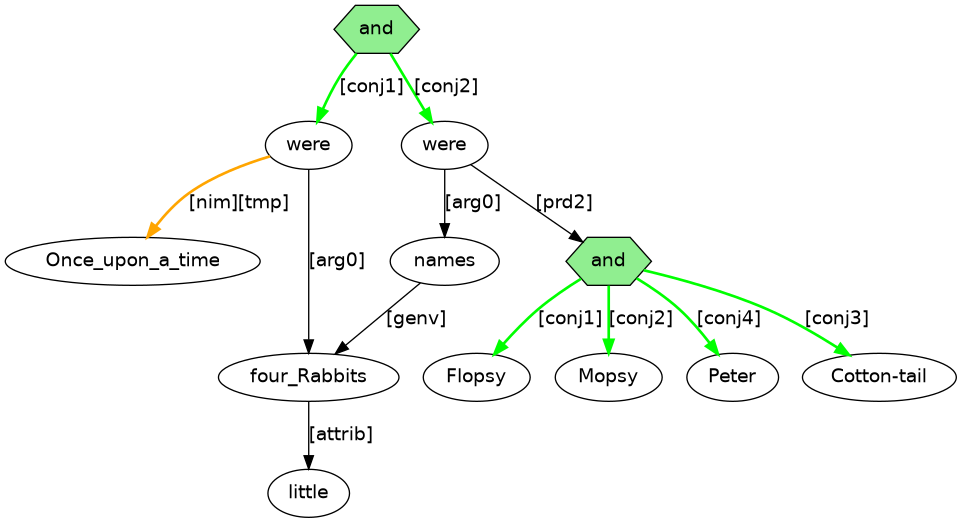 and
[conj1] [conj2]
were were
[nim][tmp] [arg0] [prd2]
Once_upon_a_time [arg0] names and
[genv] [conj1] [conj2] [conj4] [conj3]
four_Rabbits Flopsy Mopsy Peter Cotton-tail
[attrib]
little